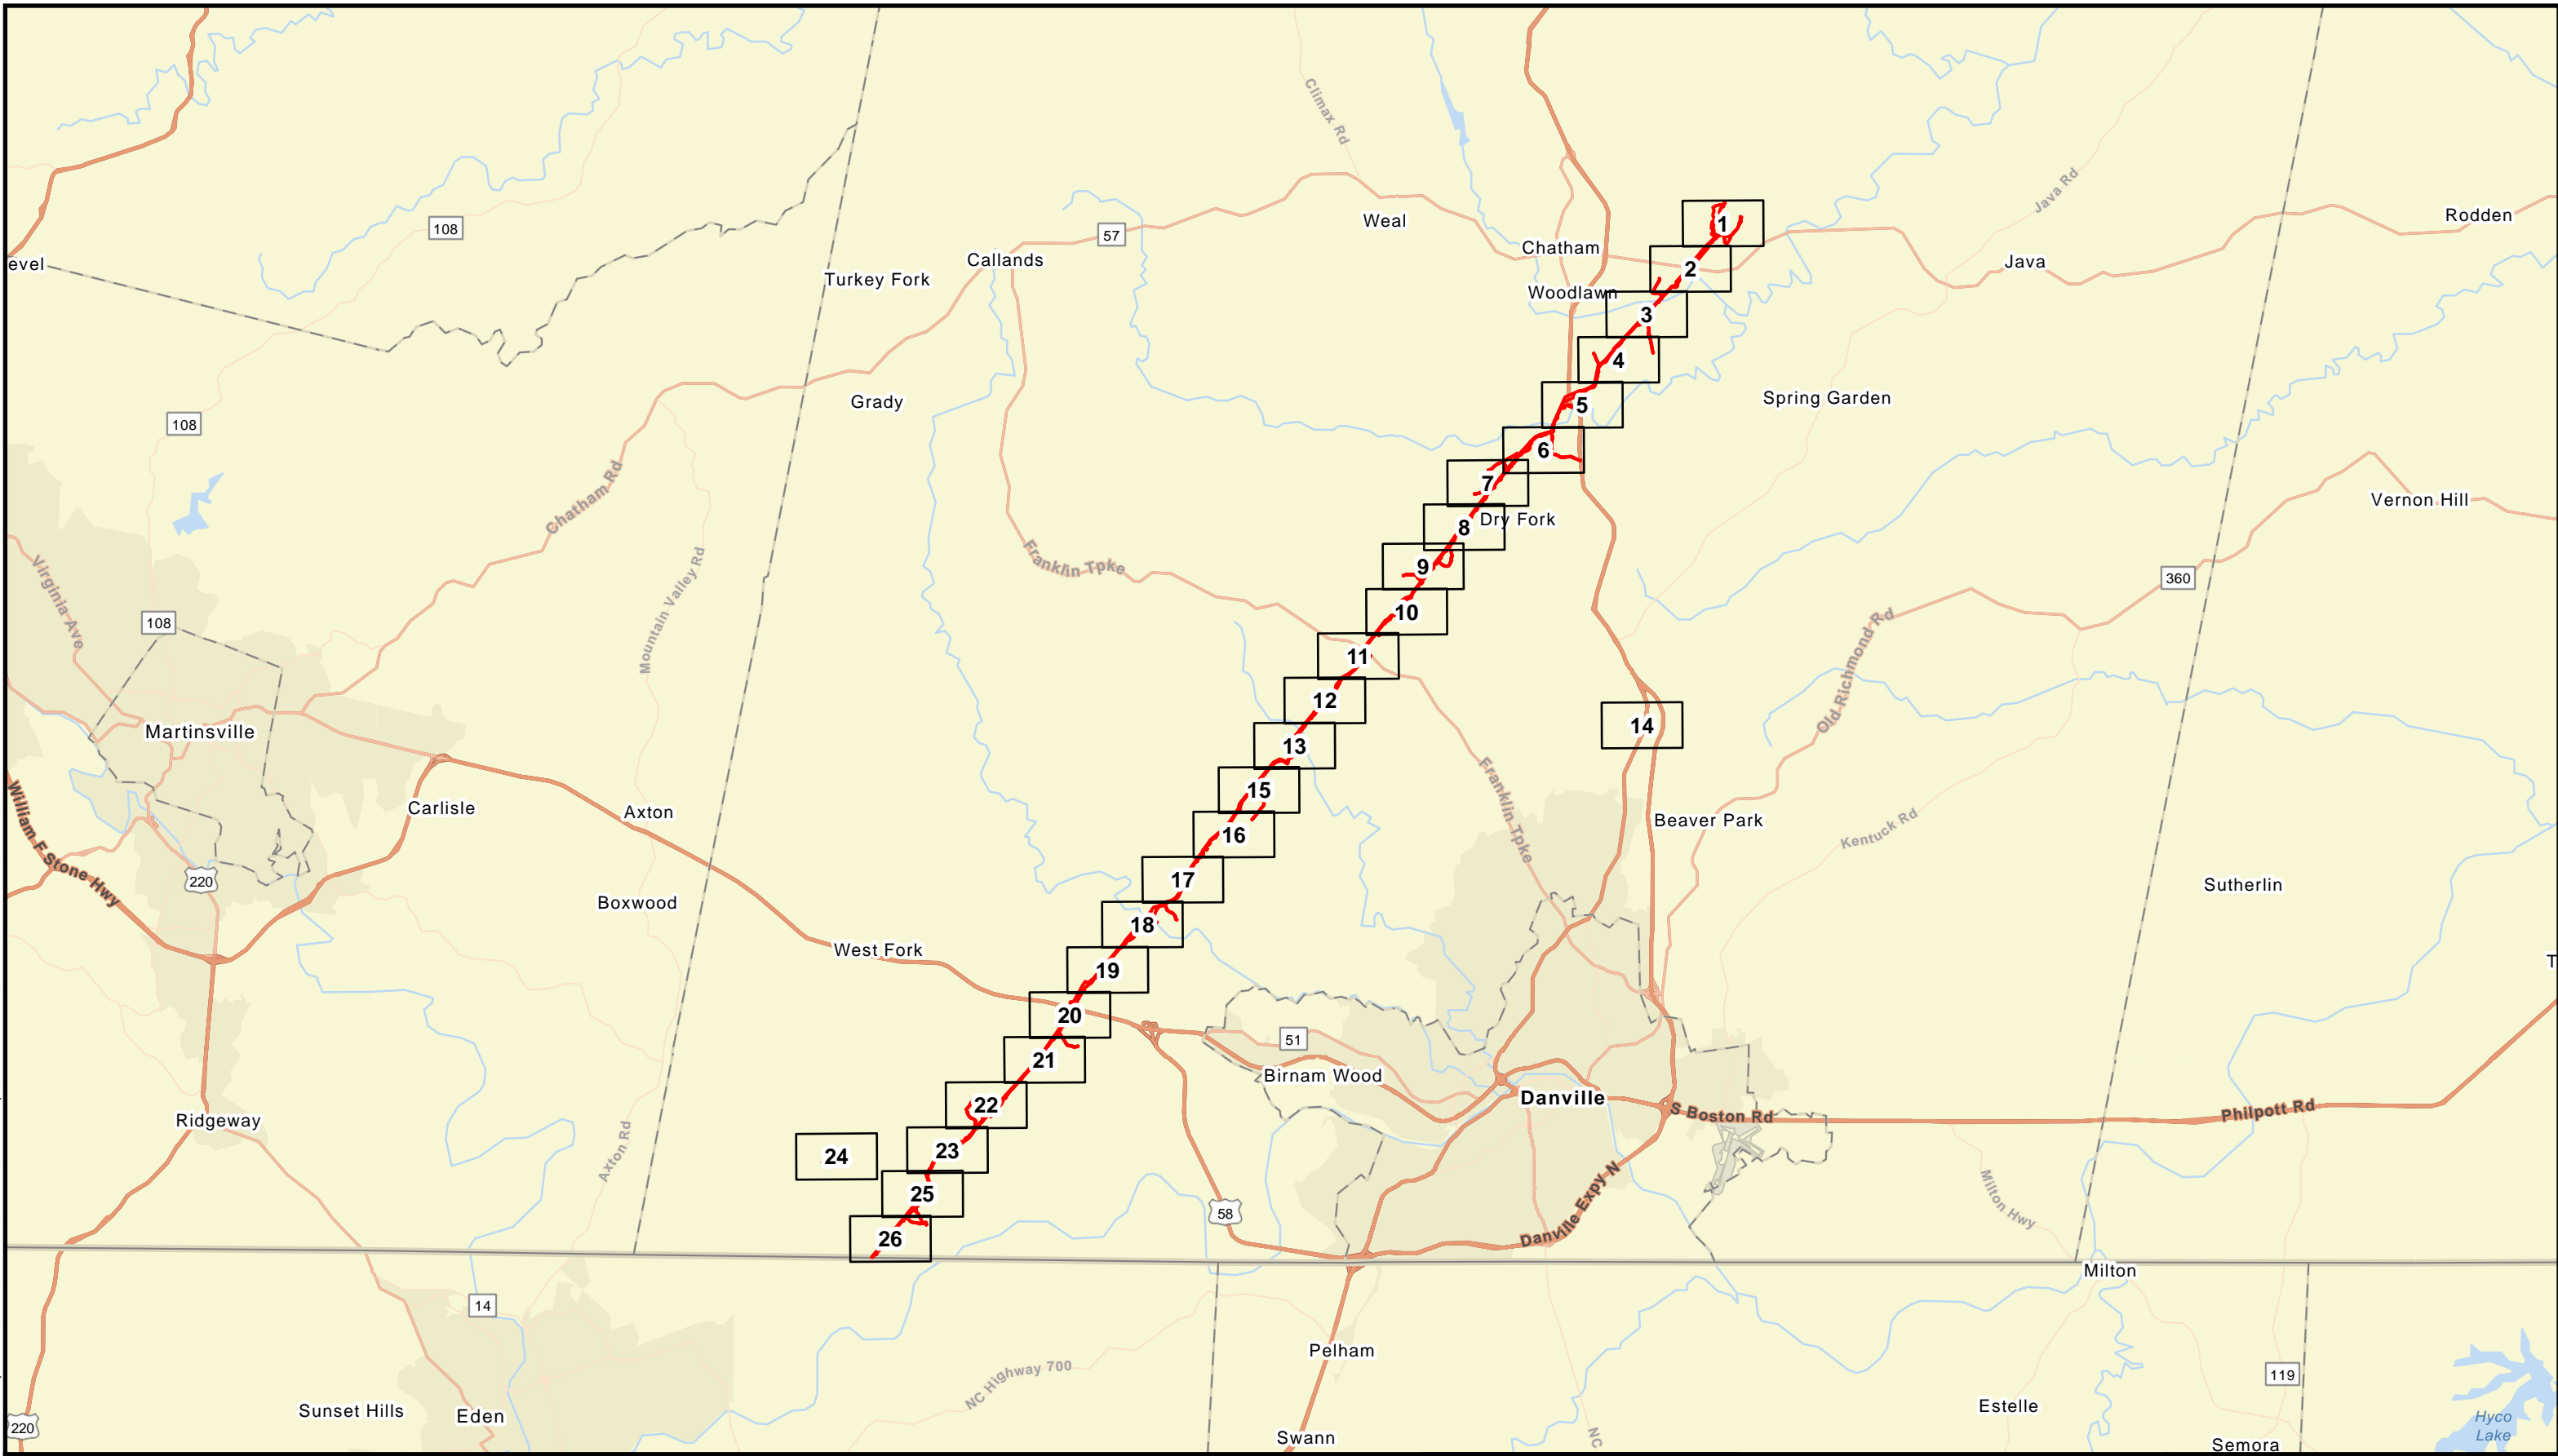 Climax Rd
Java Rd
1
Rodden
Weal
108
57
Chatham
Callands
evel
Java
2
Turkey Fork
Woodlawn
3
4
Spring Garden
Grady
5
108
6
Chatham Rd
7
Vernon Hill
Dry Fork
8
Franklin Tpke
9
360
Virginia Ave
Mountain Valley Rd
10
108
11
Old Richmond Rd
12
14
Martinsville
13
15
Franklin Tpke
Carlisle
Axton
Beaver Park
16
Kentuck Rd
William F Stone Hwy
220
17
Sutherlin
Boxwood
18
West Fork
T
19
20
51
21
Birnam Wood
Danville
22
S Boston Rd
Philpott Rd
Ridgeway
Axton Rd
23
24
25
Danville Expy N
Milton Hwy
58
26
Milton
14
Pelham
NC Highway 700
119
Sunset Hills
Eden
Estelle
220
NC
Hyco
Lake
Swann
Semora